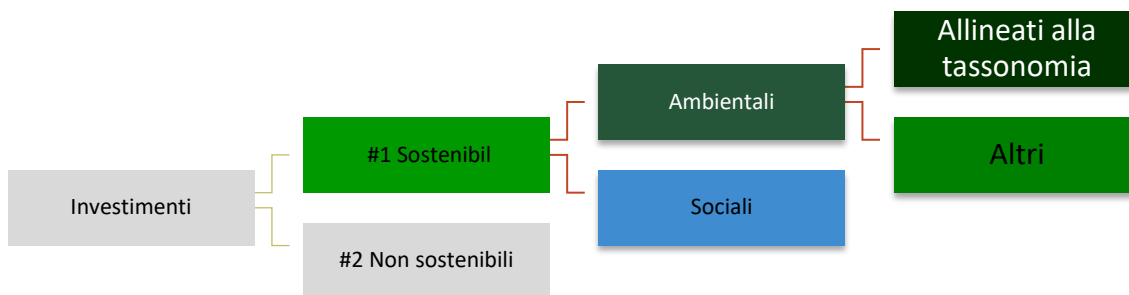 Investimenti
#1 Sostenibil
#2 Non sostenibili
Ambientali
Sociali
Allineati alla
tassonomia
Altri